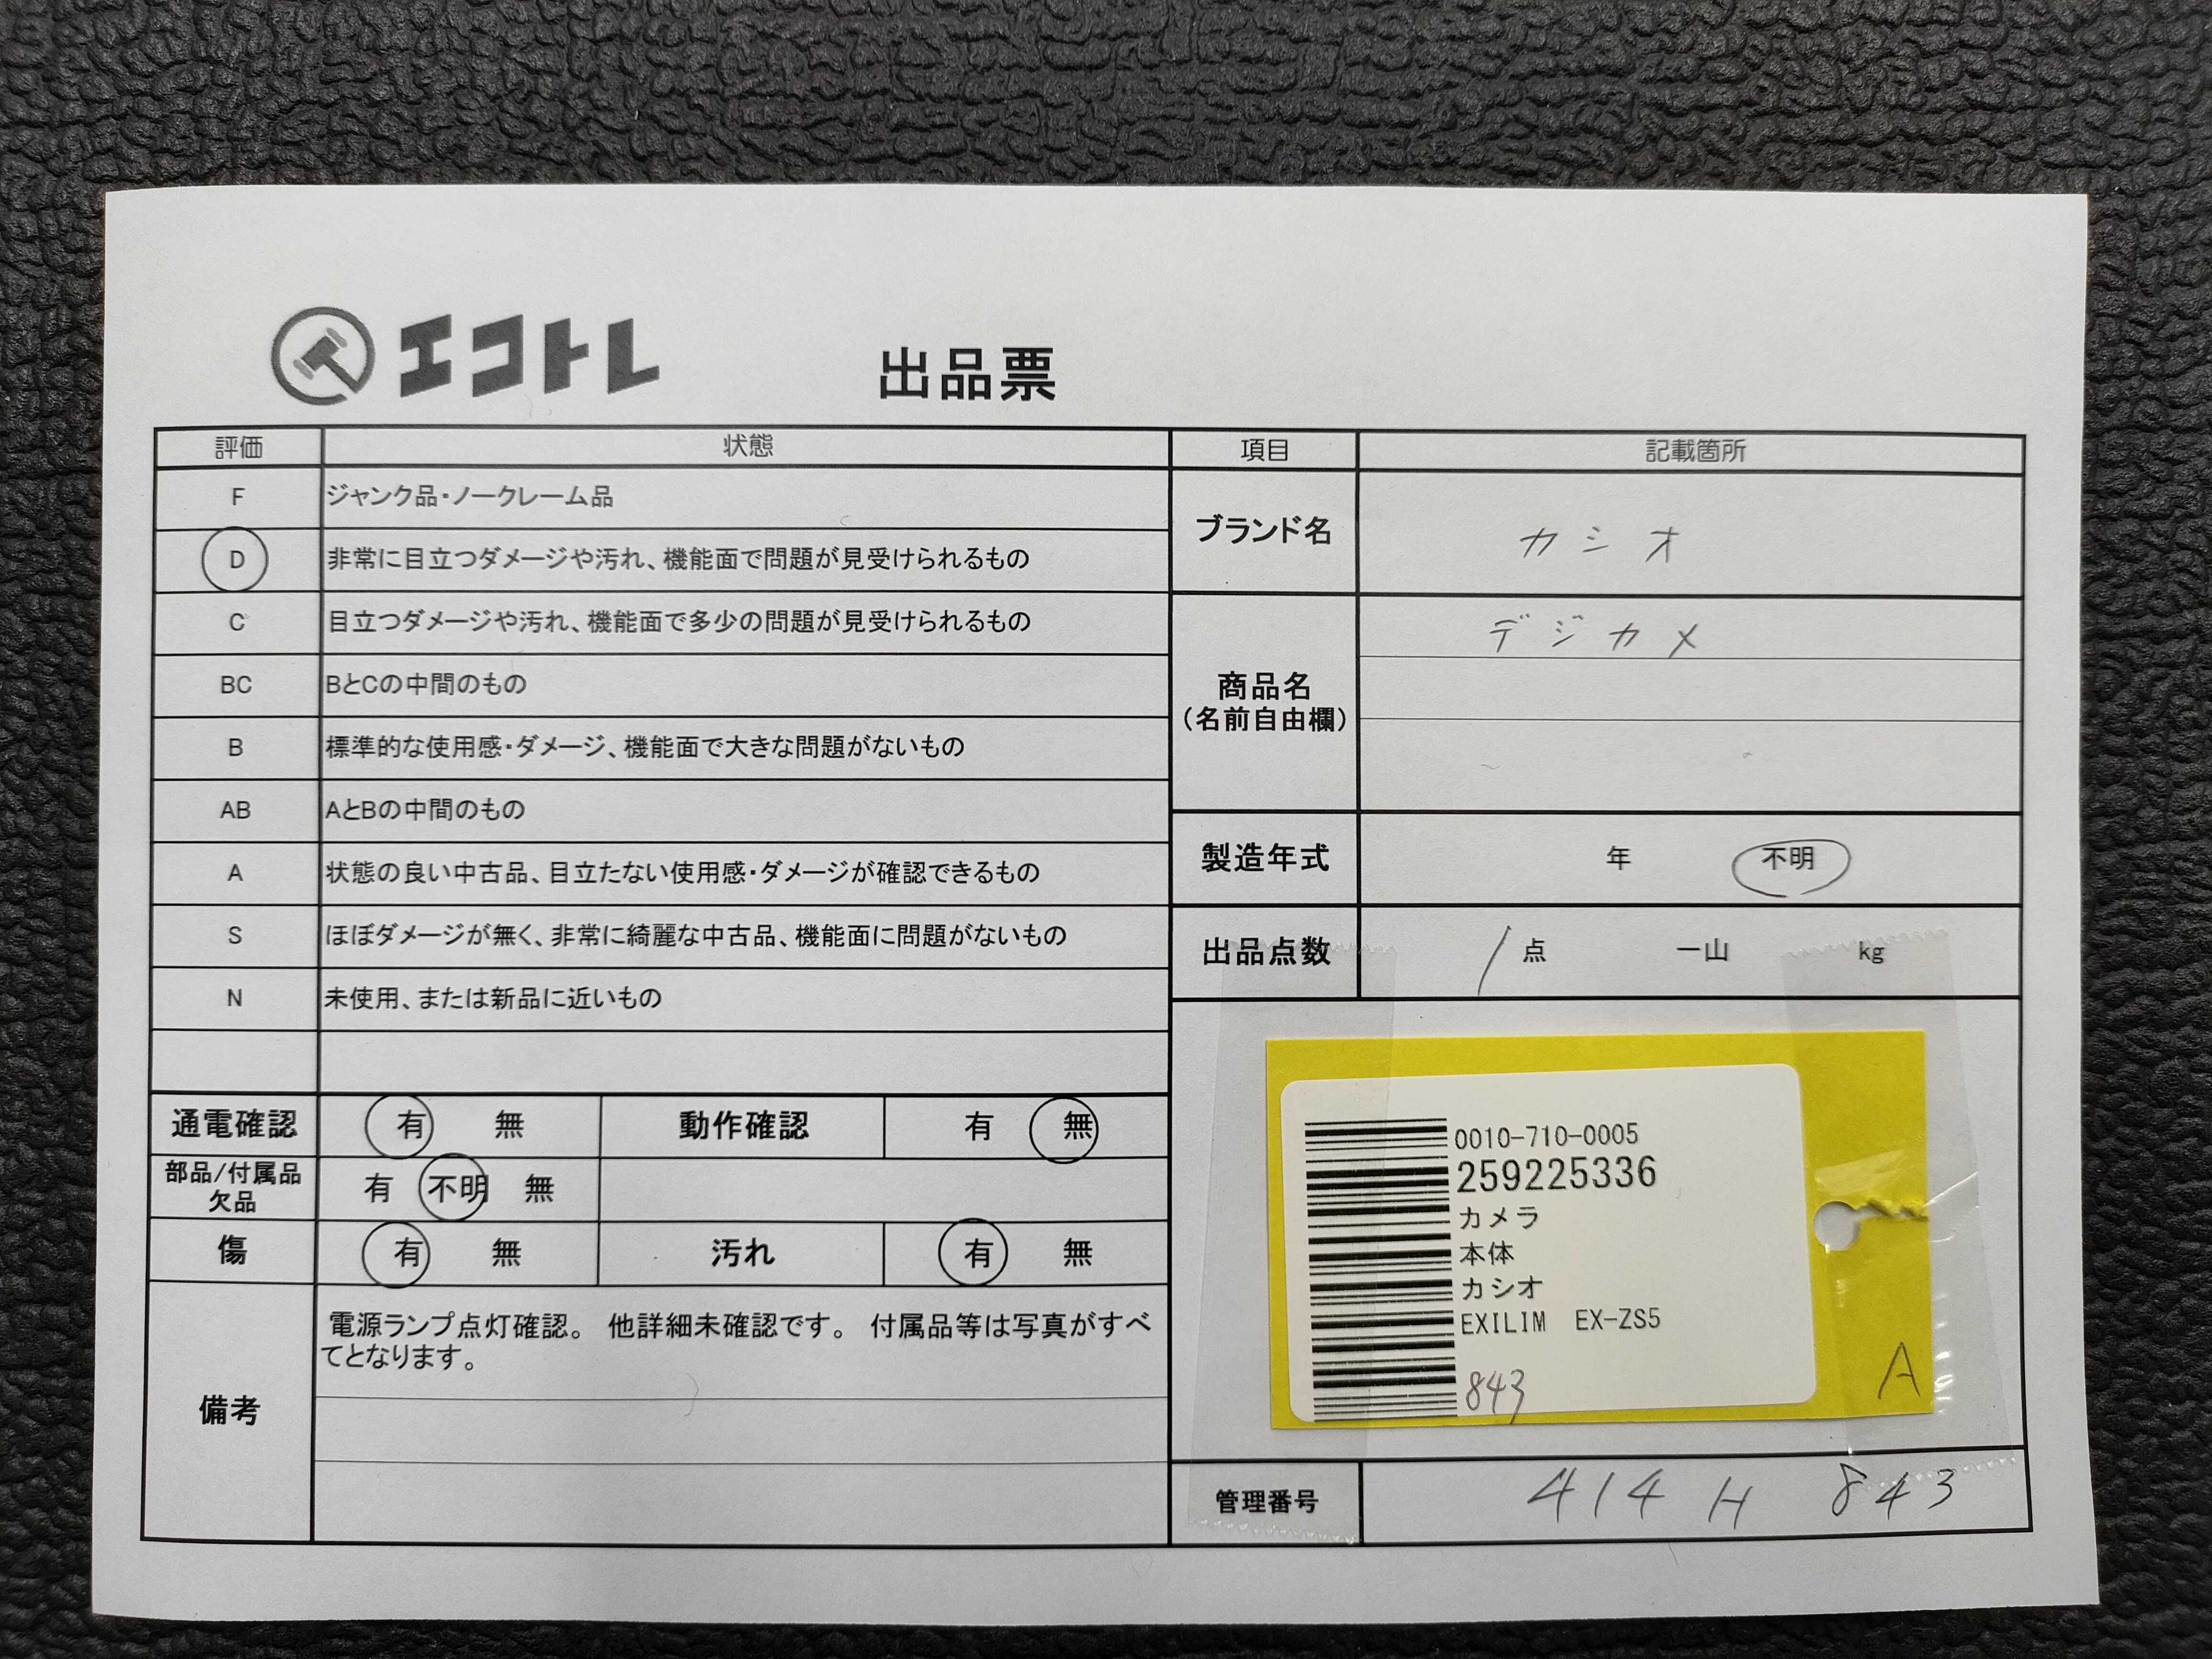 エコトレ
出品票
評価 状態
F ジャンク品・ノークレーム品
D 非常に目立つダメージや汚れ、機能面で問題が見受けられるもの
C 目立つダメージや汚れ、機能面で多少の問題が見受けられるもの
BC BとCの中間のもの
B 標準的な使用感・ダメージ、機能面で大きな問題がないもの
AB AとBの中間のもの
A 状態の良い中古品、目立たない使用感・ダメージが確認できるもの
S ほぼダメージが無く、非常に綺麗な中古品、機能面に問題がないもの
N 未使用、または新品に近いもの
通電確認 有 無 動作確認 有 無
部品/付属品
欠品 有 不明 無
傷 有 無 汚れ 有 無
備考
電源ランプ点灯確認。 他詳細未確認です。 付属品等は写真がすべ
てとなります。
項目 記載箇所
ブランド名 カシオ
商品名
(名前自由欄)
デジカメ
製造年式 年 不明
出品点数 1 点 一山 kg
0010-710-0005
259225336
カメラ
本体
カシオ
EXILIM EX-ZS5
843
A
管理番号 414 H 843